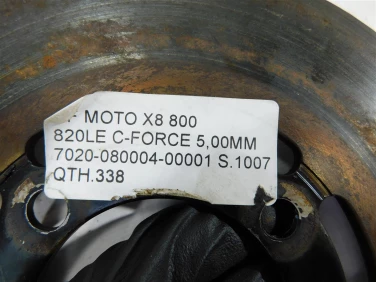 MOTO X8 800
820LE C-FORCE 5,00MM
7020-080004-00001 S.1007
QTH.338